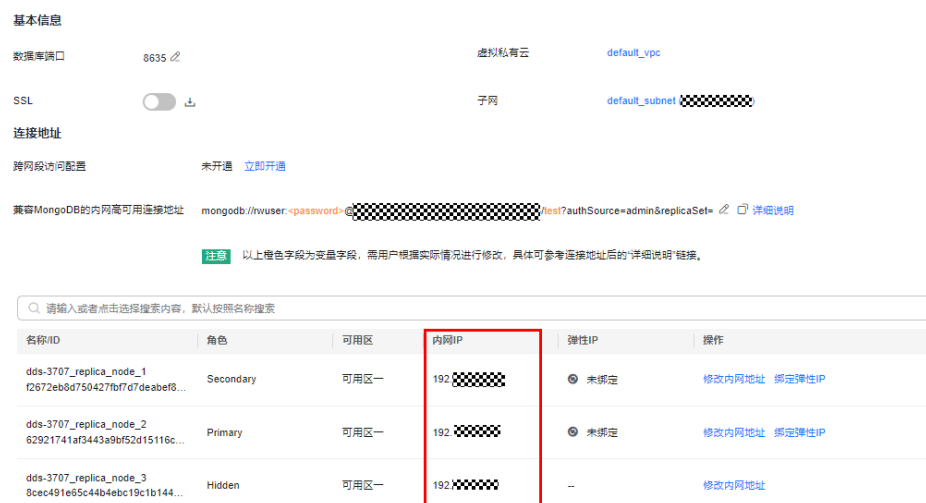 基本信息
数据库端口 8635 虚拟私有云 default_vpc
SSL 子网 default_subnet (
连接地址
跨网段访问配置 未开通 立即开通
兼容MongoDB的内网高可用连接地址 mongodb://rwuser:<password>@ /test?authSource=admin&replicaSet= 详细说明
注意 以上橙色字段为变量字段，需用户根据实际情况进行修改，具体可参考连接地址后的“详细说明”链接。
请输入或者点击选择搜索内容，默认按照名称搜索
名称/ID 角色 可用区 内网IP 弹性IP 操作
dds-3707_replica_node_1
f2672eb8d750427fbf7d7deabef8... Secondary 可用区一 192. 未绑定 修改内网地址 绑定弹性IP
dds-3707_replica_node_2
62921741af3443a9bf52d15116c... Primary 可用区一 192. 未绑定 修改内网地址 绑定弹性IP
dds-3707_replica_node_3
8cec491e65c44b4ebc19c1b144... Hidden 可用区一 192. -- 修改内网地址